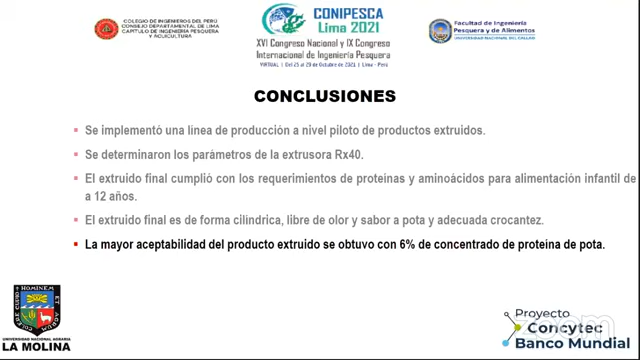 COLEGIO DE INGENIEROS DEL PERÚ
CONSEJO DEPARTAMENTAL DE LIMA
CAPÍTULO DE INGENIERÍA PESQUERA
Y ACUICULTURA
CONIPESCA
Lima 2021
XVI Congreso Nacional y IX Congreso
Internacional de Ingeniería Pesquera
VIRTUAL | Del 25 al 29 de Octubre de 2021 | Lima - Perú
Facultad de Ingeniería
Pesquera y de Alimentos
UNIVERSIDAD NACIONAL DEL CALLAO
CONCLUSIONES
Se implementó una línea de producción a nivel piloto de productos extruidos.
Se determinaron los parámetros de la extrusora Rx40.
El extruido final cumplió con los requerimientos de proteínas y aminoácidos para alimentación infantil de
a 12 años.
El extruido final es de forma cilíndrica, libre de olor y sabor a pota y adecuada crocantez.
La mayor aceptabilidad del producto extruido se obtuvo con 6% de concentrado de proteína de pota.
HOMINEM
UNIVERSIDAD NACIONAL AGRARIA
LA MOLINA
Proyecto
Concytec
Banco Mundial
zoom